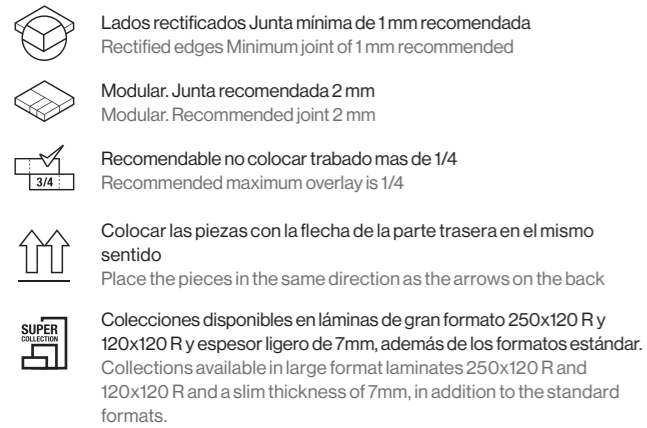 Lados rectificados Junta mínima de 1 mm recomendada
Rectified edges Minimum joint of 1 mm recommended
Modular. Junta recomendada 2 mm
Modular. Recommended joint 2 mm
3/4
Recomendable no colocar trabado mas de 1/4
Recommended maximum overlay is 1/4
Colocar las piezas con la flecha de la parte trasera en el mismo
sentido
Place the pieces in the same direction as the arrows on the back
SUPER
COLLECTION
Colecciones disponibles en láminas de gran formato 250x120 R y
120x120 R y espesor ligero de 7mm, además de los formatos estándar.
Collections available in large format laminates 250x120 R and
120x120 R and a slim thickness of 7mm, in addition to the standard
formats.